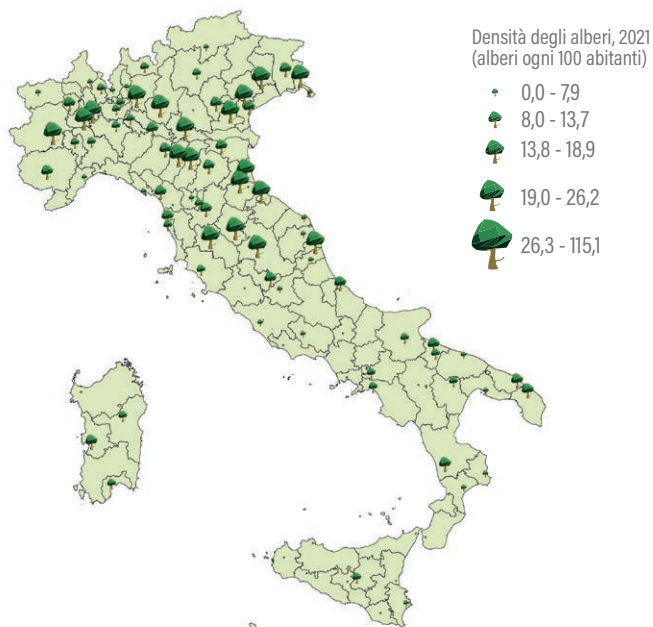 Densità degli alberi, 2021
(alberi ogni 100 abitanti)
0,0 - 7,9
8,0 - 13,7
13,8 - 18,9
19,0 - 26,2
26,3 - 115,1